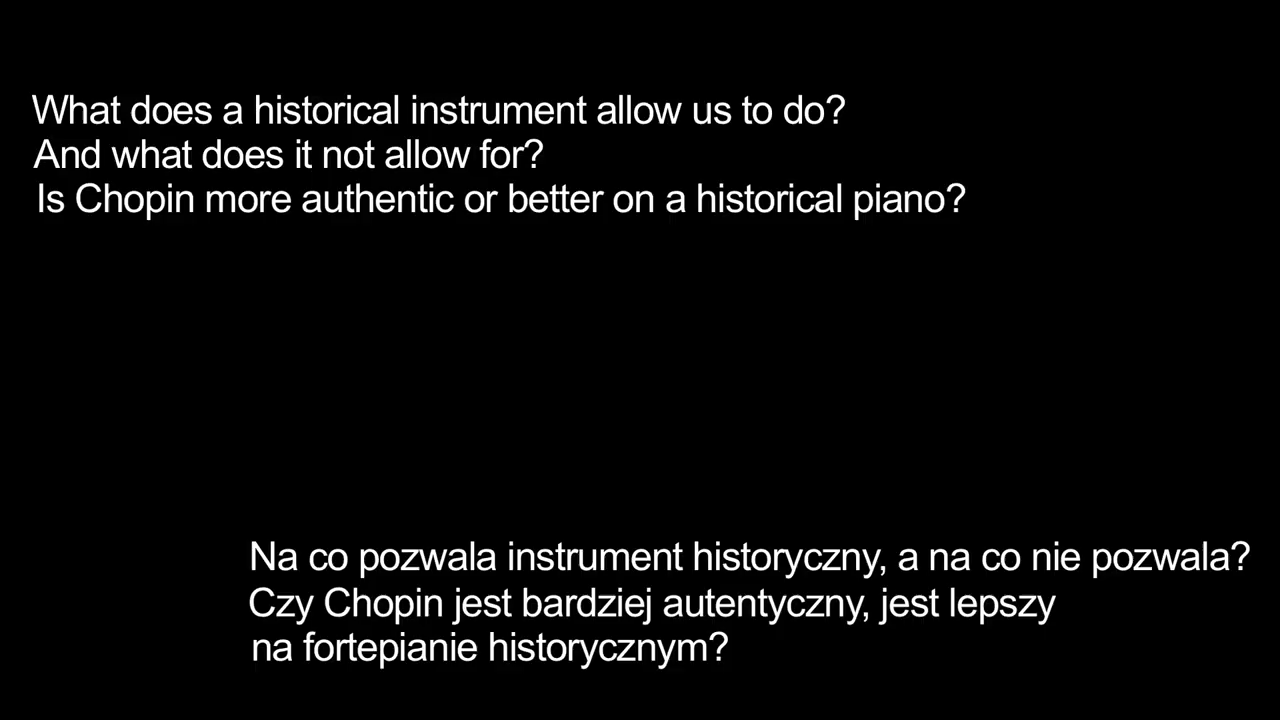 What does a historical instrument allow us to do?
And what does it not allow for?
Is Chopin more authentic or better on a historical piano?
Na co pozwala instrument historyczny, a na co nie pozwala?
Czy Chopin jest bardziej autentyczny, jest lepszy
na fortepianie historycznym?